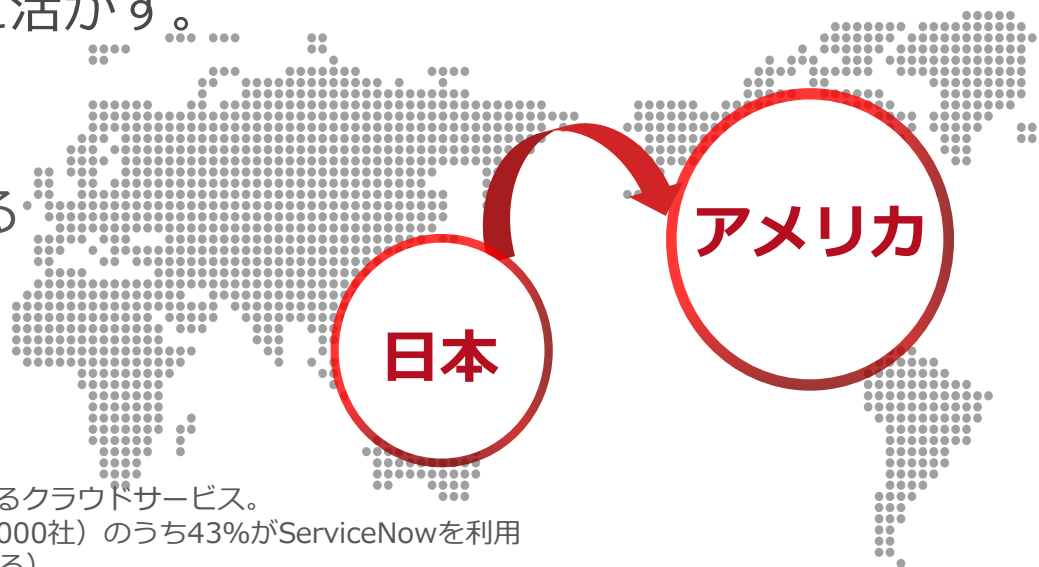 に活かす。
る
アメリカ
日本
るクラウドサービス。
000社）のうち43%がServiceNowを利用
る）